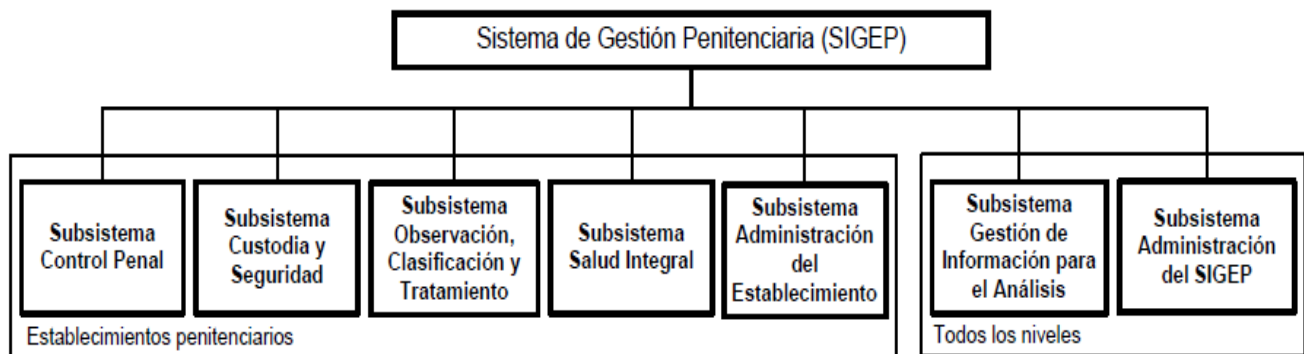 Sistema de Gestión Penitenciaria (SIGEP)
Subsistema
Control Penal
Subsistema
Custodia y
Seguridad
Subsistema
Observación,
Clasificación y
Tratamiento
Subsistema
Salud Integral
Subsistema
Administración
del
Establecimiento
Subsistema
Gestión de
Información para
el Análisis
Subsistema
Administración
del SIGEP
Establecimientos penitenciarios
Todos los niveles